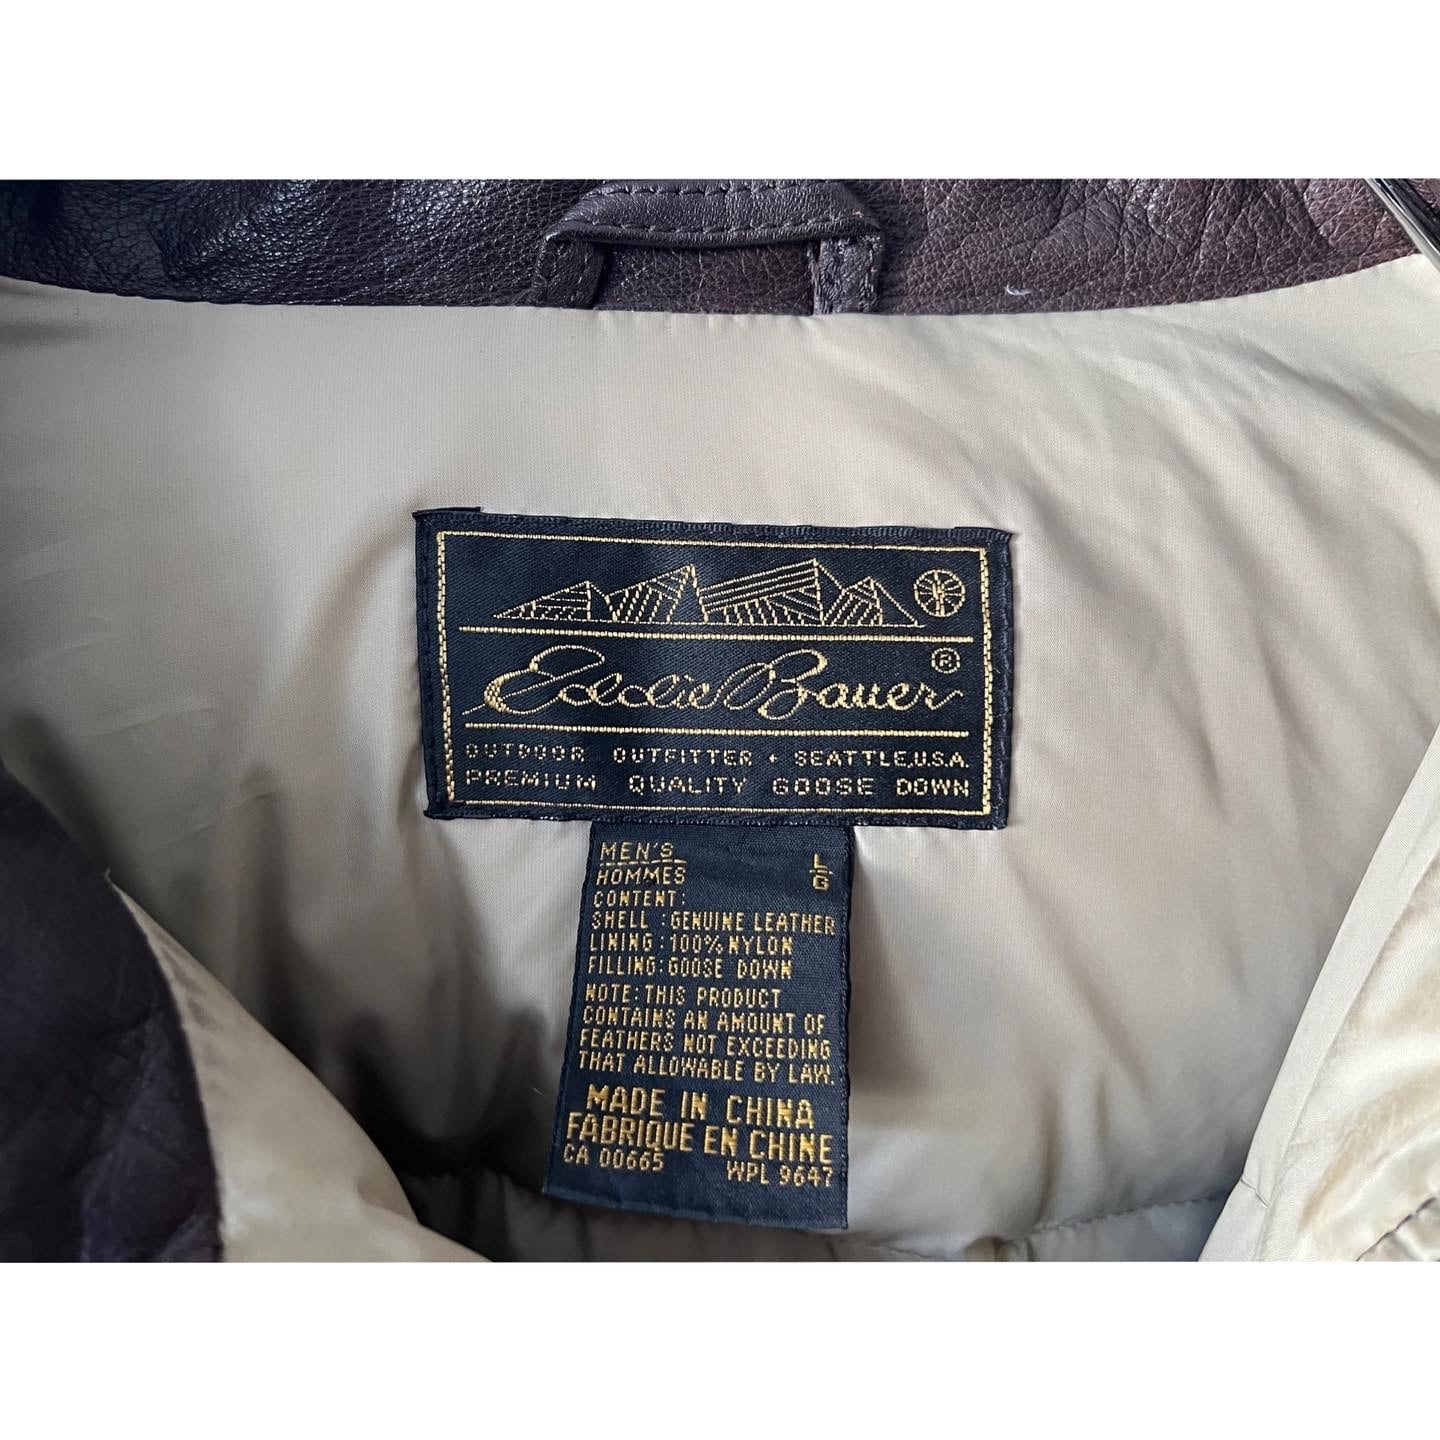 Eddie Bauer®
OUTDOOR OUTFITTER • SEATTLE,U.S.A.
PREMIUM QUALITY GOOSE DOWN
MEN'S L
HOMMES G
CONTENT:
SHELL :GENUINE LEATHER
LINING:100% NYLON
FILLING:GOOSE DOWN
NOTE:THIS PRODUCT
CONTAINS AN AMOUNT OF
FEATHERS NOT EXCEEDING
THAT ALLOWABLE BY LAW.
MADE IN CHINA
FABRIQUE EN CHINE
CA 00665 WPL 9647